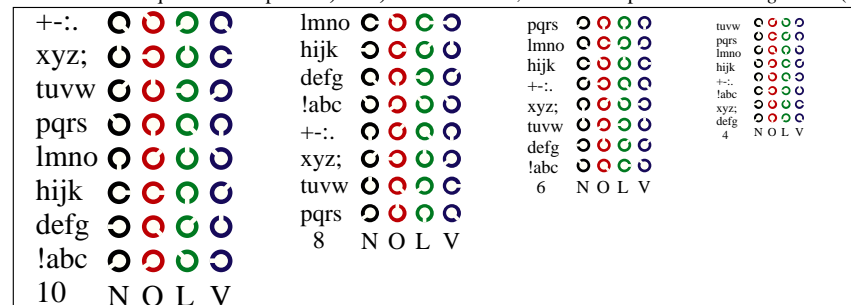 +-:.
xyz;
tuvw
pqrs
lmno
hijk
defg
!abc
10 N O L V
lmno
hijk
defg
!abc
+-:.
xyz;
tuvw
pqrs
8 N O L V
pqrs
lmno
hijk
+-:.
xyz;
tuvw
defg
!abc
6 N O L V
tuvw
pqrs
lmno
hijk
+-:.
!abc
xyz;
defg
4 N O L V